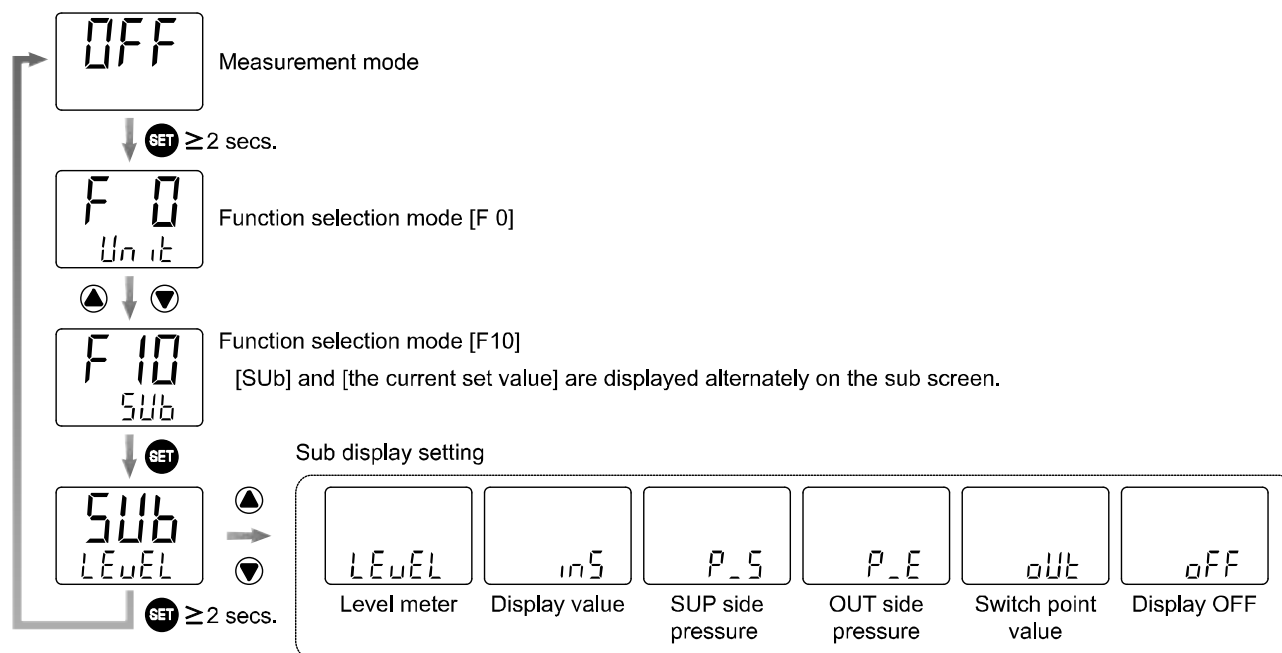 OFF
Measurement mode
SET ≧2 secs.
F 0
Unit
Function selection mode [F 0]
F 10
SUb
Function selection mode [F10]
[SUb] and [the current set value] are displayed alternately on the sub screen.
SET
Sub display setting
SUb
LEvEL
LEvEL
inS
P_S
P_E
oUt
oFF
Level meter
Display value
SUP side
pressure
OUT side
pressure
Switch point
value
Display OFF
SET ≧2 secs.